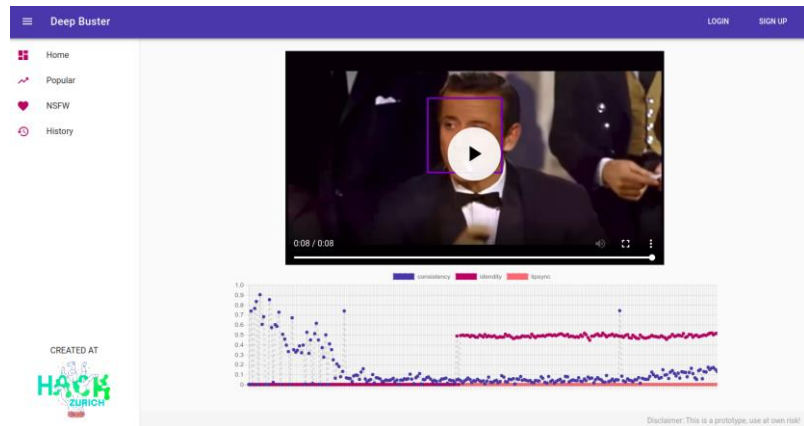 Deep Buster
LOGIN
SIGN UP
Home
Popular
NSFW
History
0:08 / 0:08
consistency
identity
lipsync
1.0
0.9
0.8
0.7
0.6
0.5
0.4
0.3
0.2
0.1
0
CREATED AT
HACK
ZURICH
Disclaimer: This is a prototype, use at own risk!